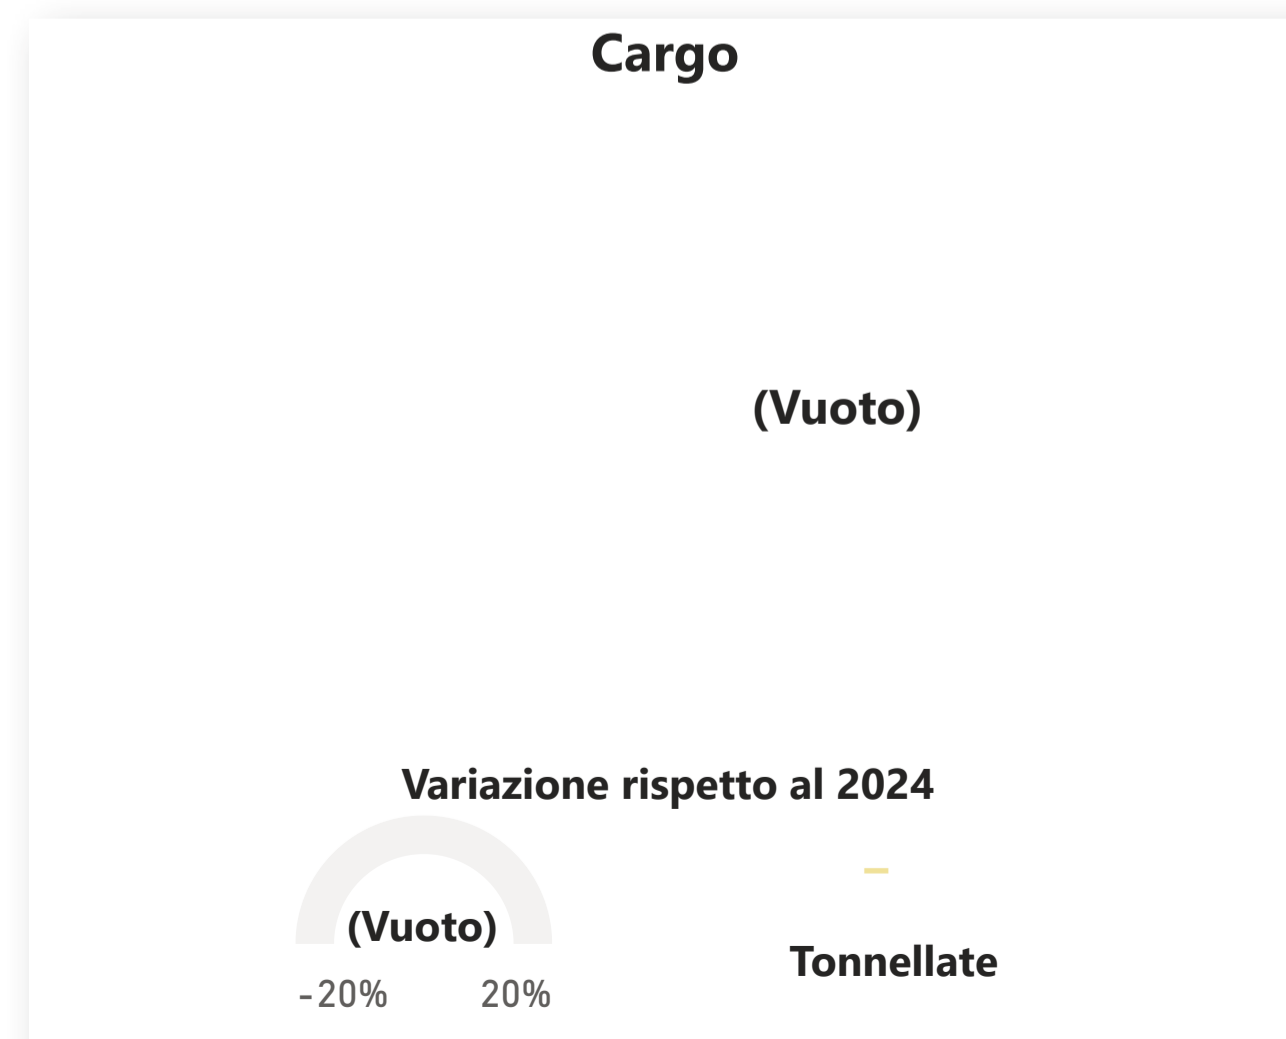 Cargo
(Vuoto)
Variazione rispetto al 2024
–
(Vuoto)
Tonnellate
-20% 20%